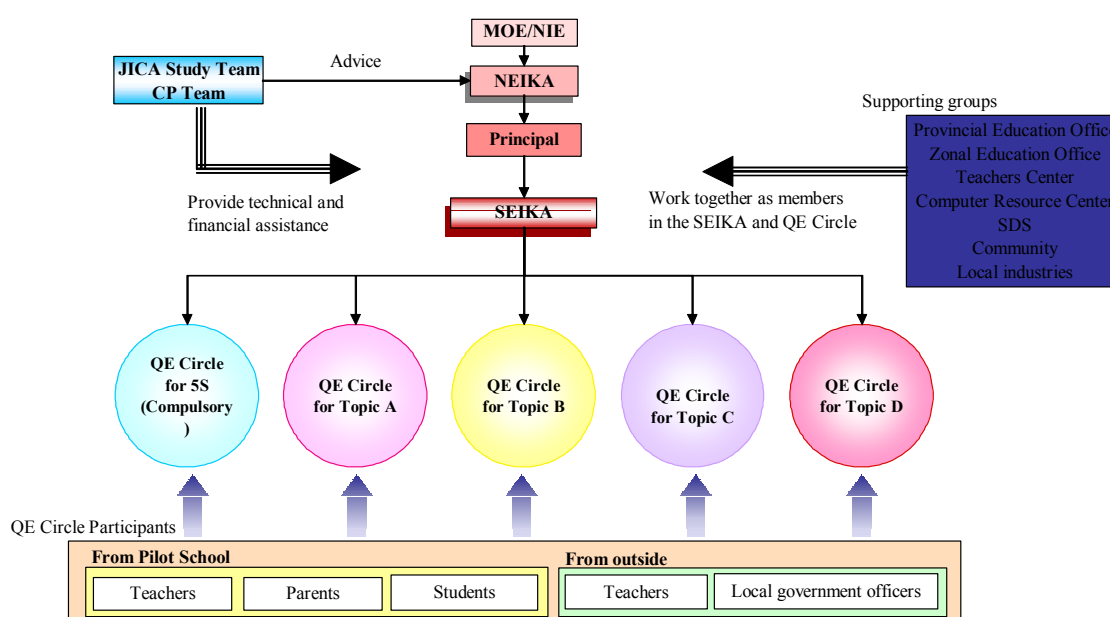 MOE/NIE
JICA Study Team
CP Team
Advice
NEIKA
Supporting groups
Principal
Provincial Education Office
Zonal Education Office
Teachers Center
Computer Resource Center
SDS
Community
Local industries
Provide technical and
financial assistance
SEIKA
Work together as members
in the SEIKA and QE Circle
QE Circle
for 5S
(Compulsory
)
QE Circle
for Topic A
QE Circle
for Topic B
QE Circle
for Topic C
QE Circle
for Topic D
QE Circle Participants
From Pilot School
Teachers
Parents
Students
From outside
Teachers
Local government officers